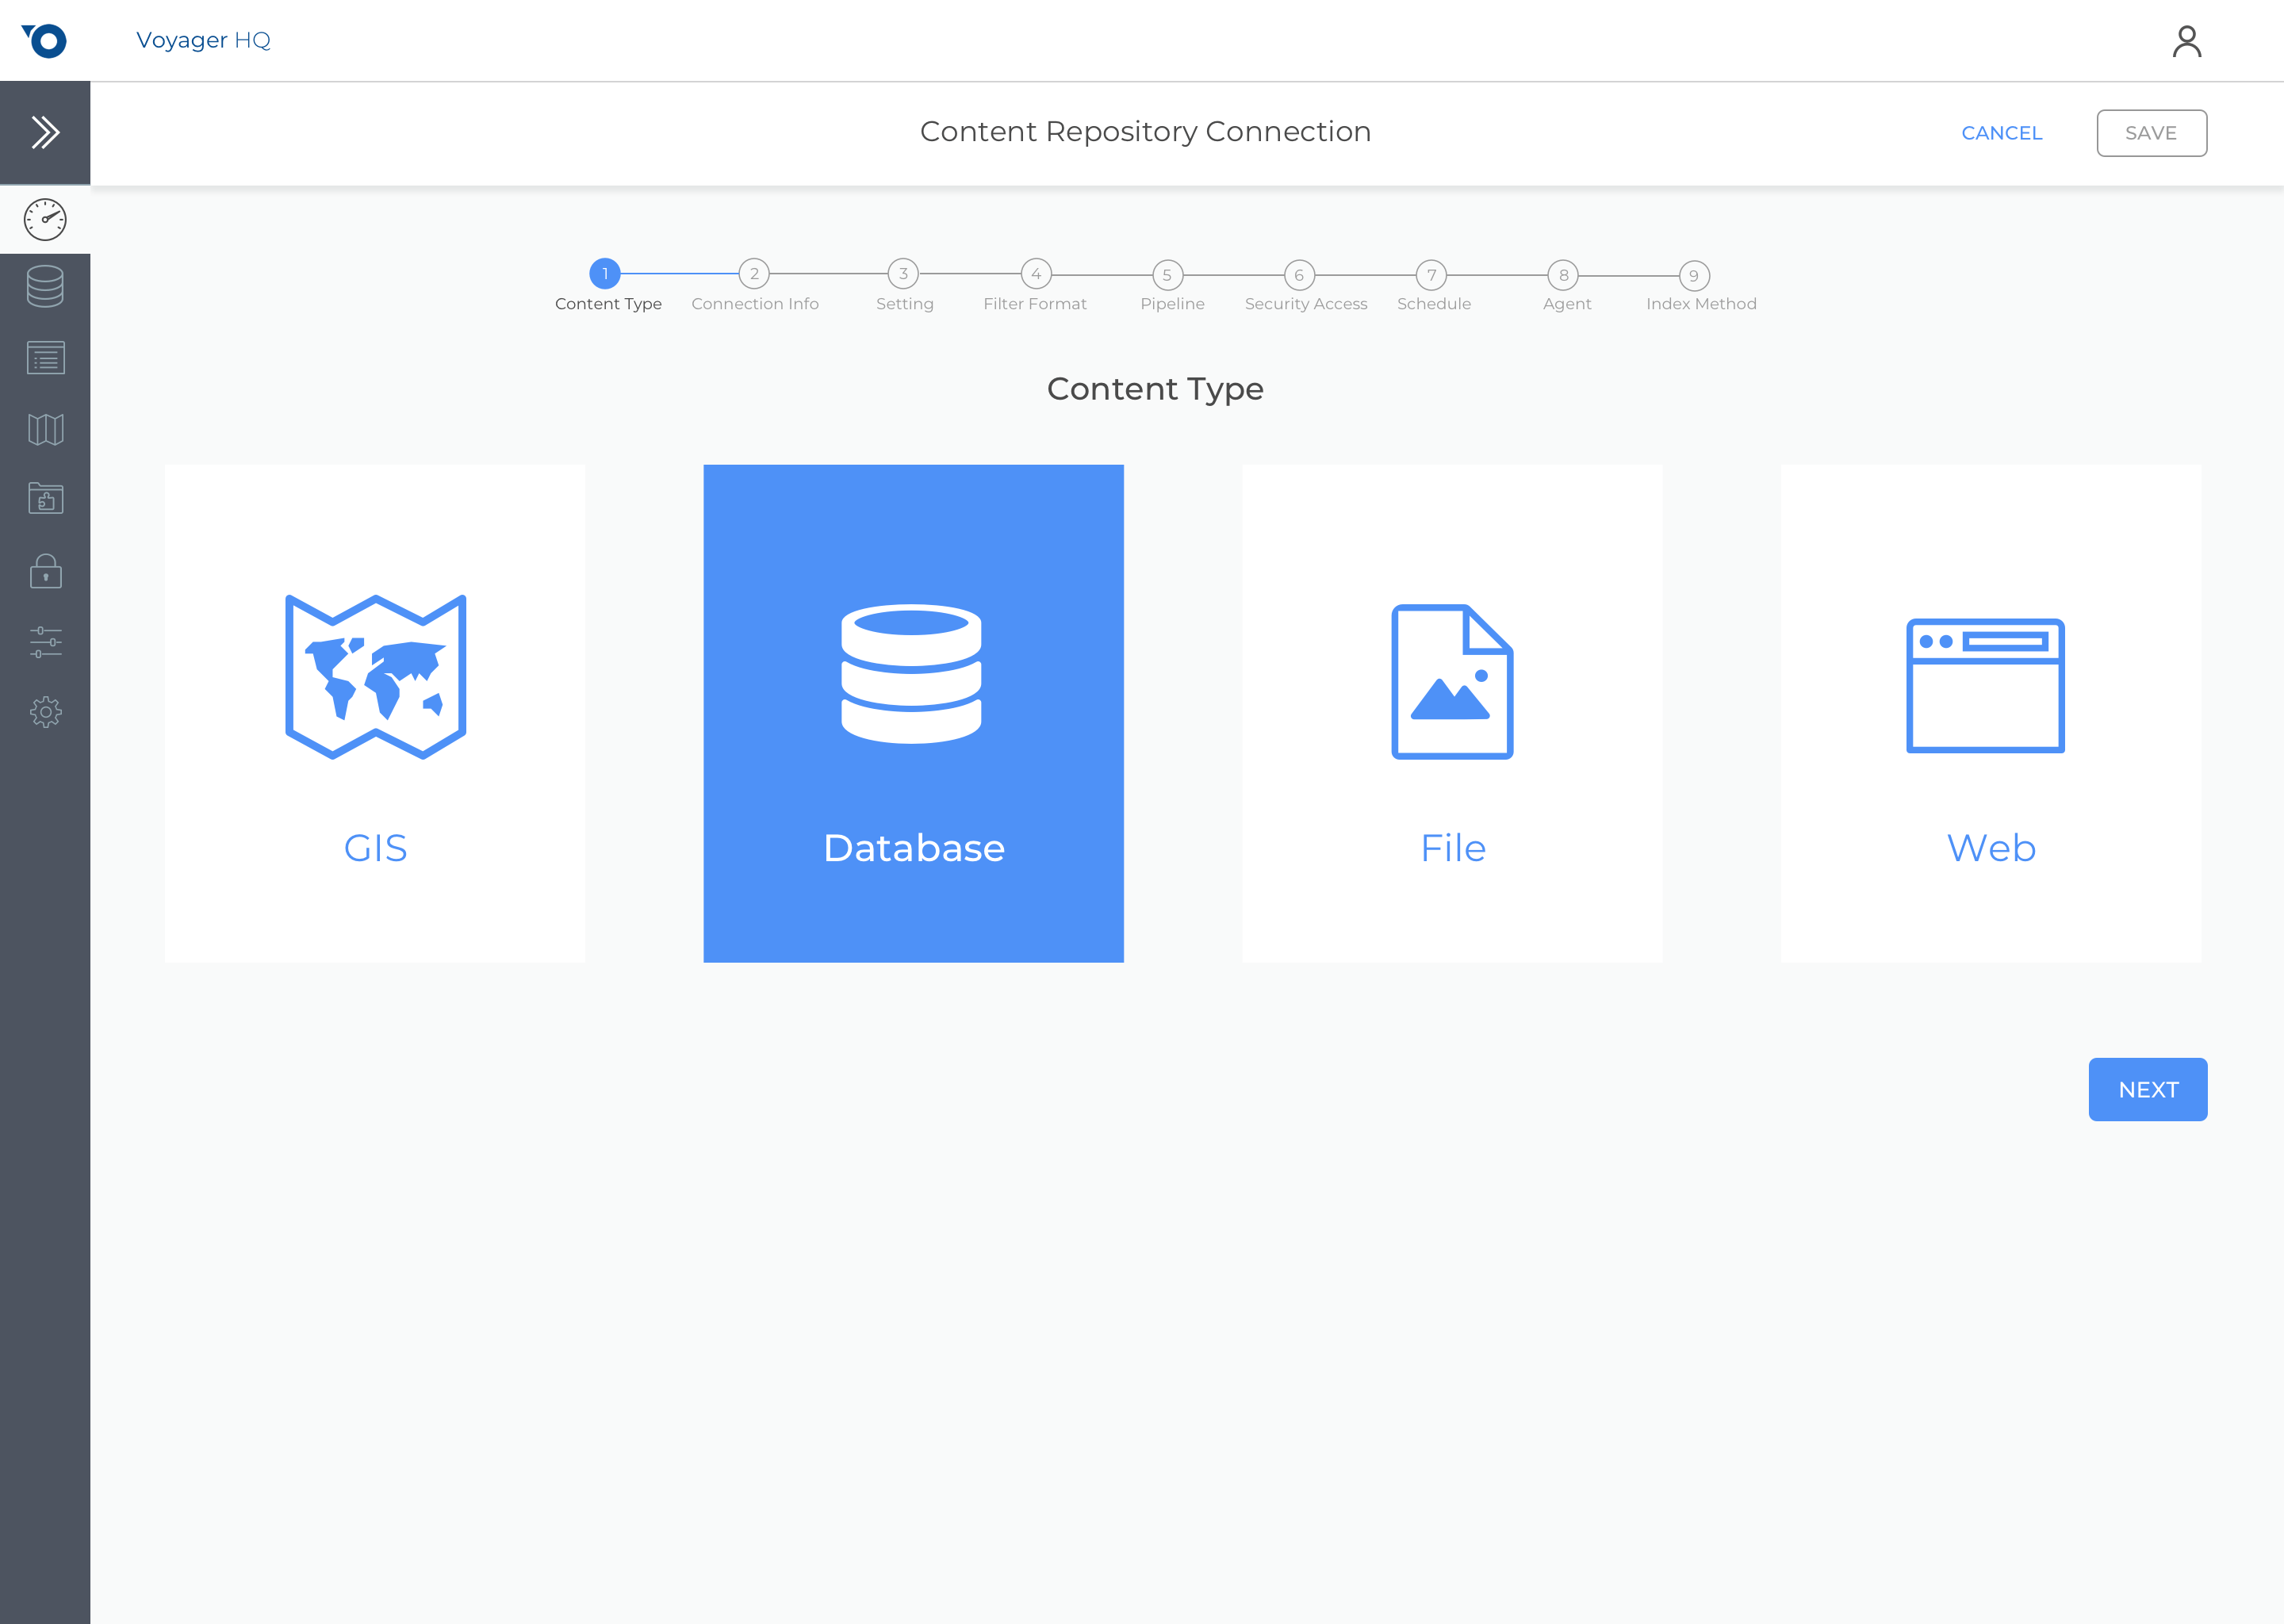 Voyager HQ
Content Repository Connection
CANCEL
SAVE
1 2 3 4 5 6 7 8 9
Content Type Connection Info Setting Filter Format Pipeline Security Access Schedule Agent Index Method
Content Type
GIS Database File Web
NEXT